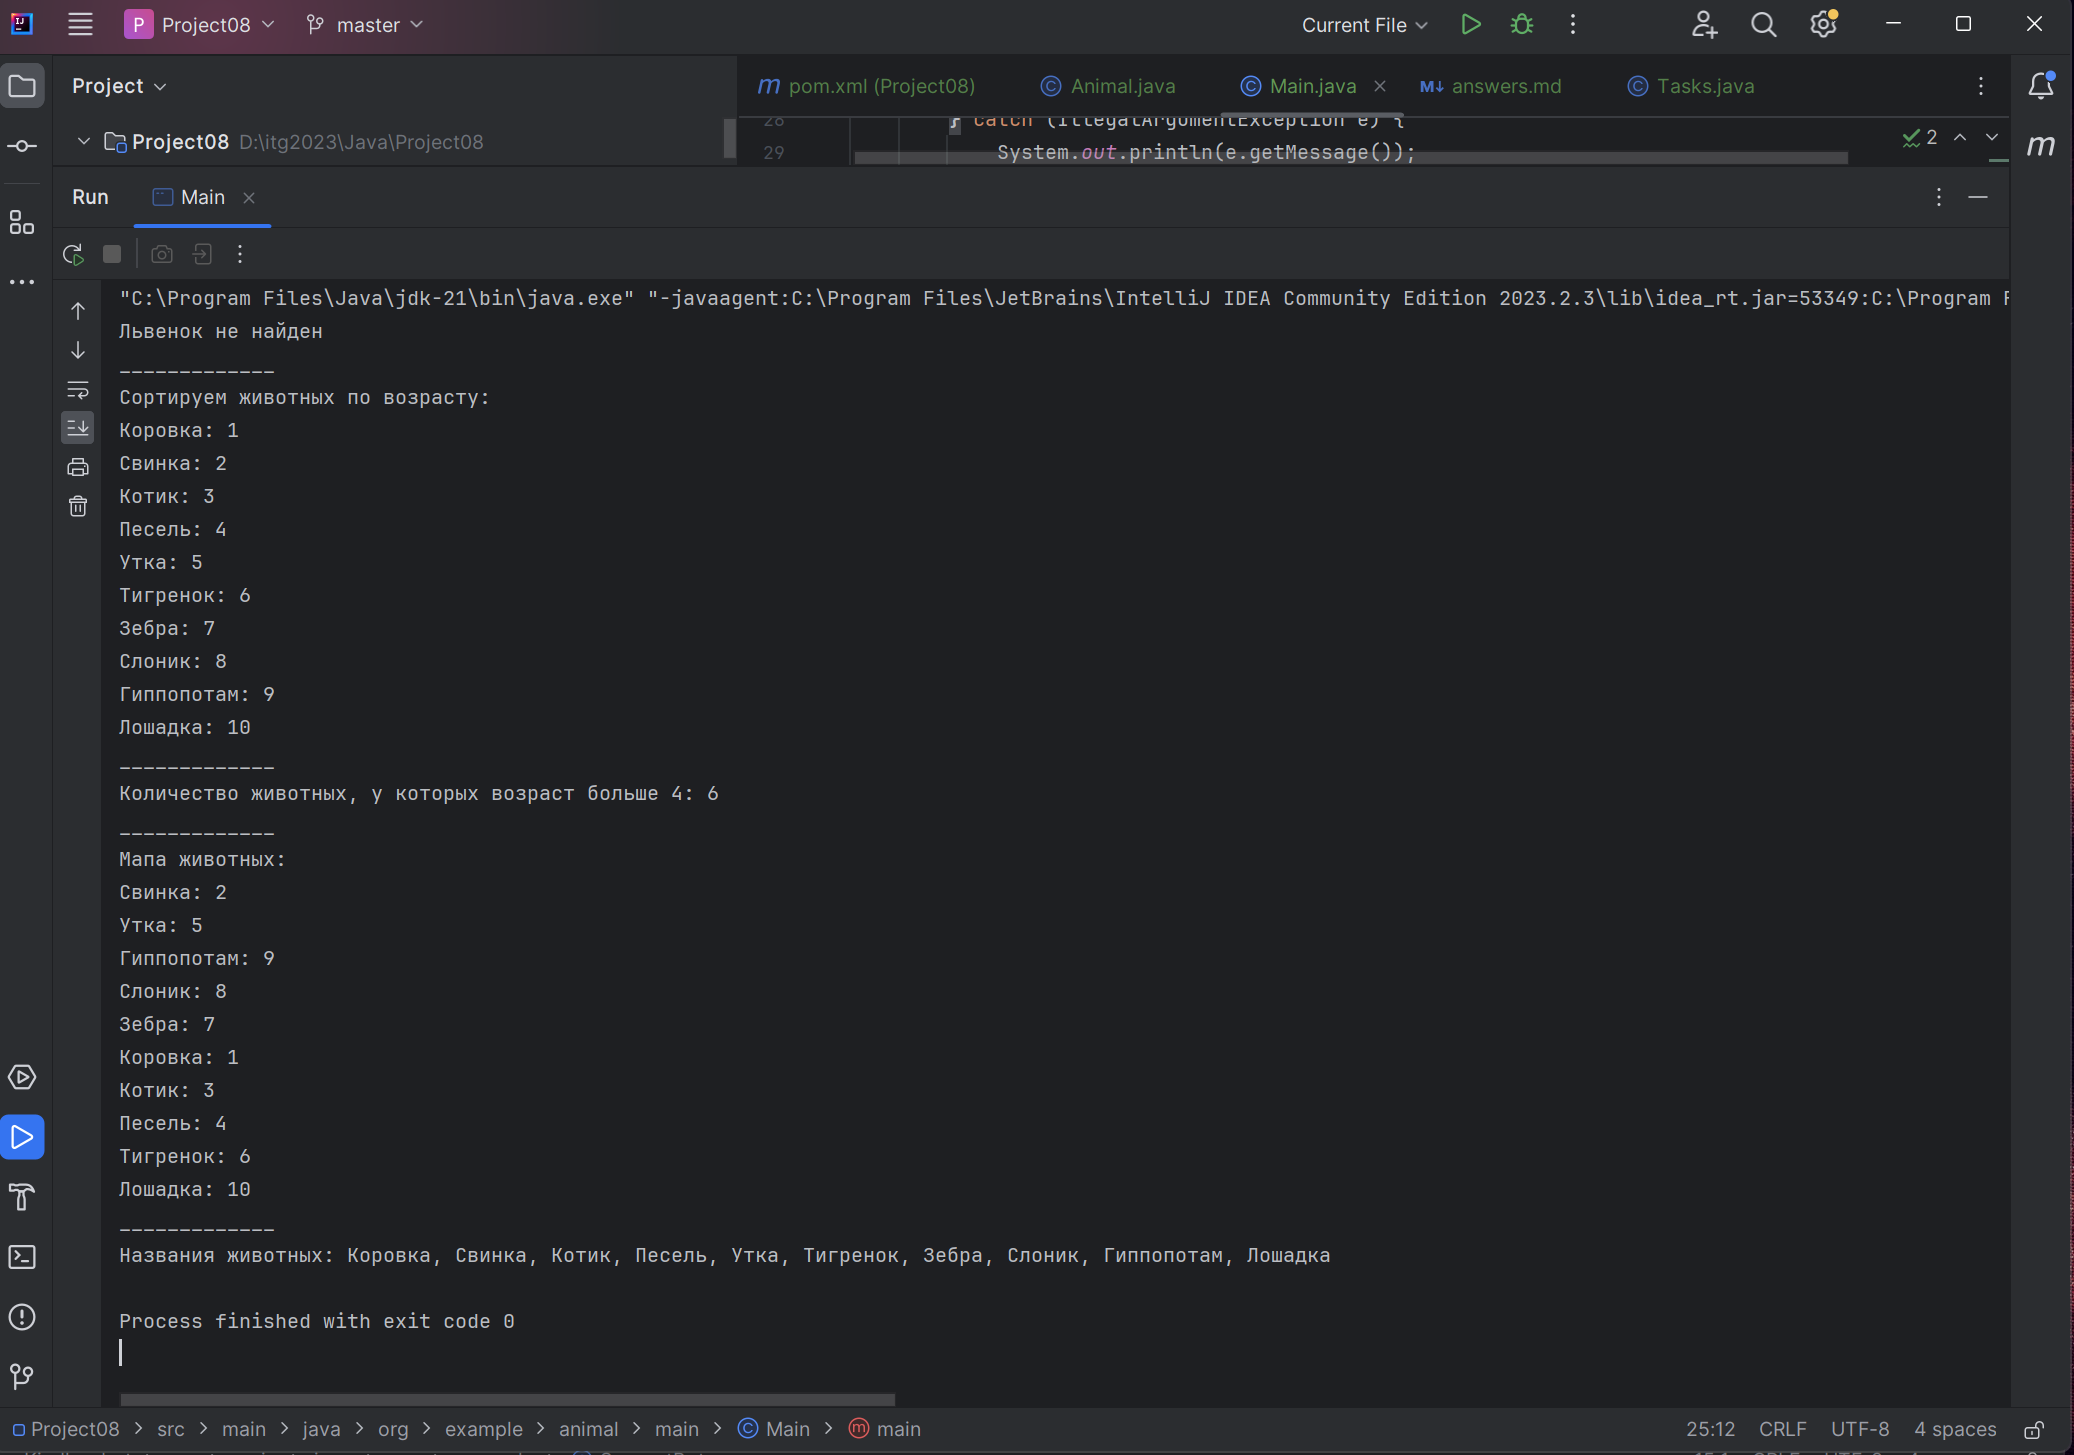 Project08 master Current File
Project
pom.xml (Project08) Animal.java Main.java answers.md Tasks.java
Project08 D:\itg2023\Java\Project08
28 } catch (IllegalArgumentException e) {
29 System.out.println(e.getMessage());
2
Run Main
"C:\Program Files\Java\jdk-21\bin\java.exe" "-javaagent:C:\Program Files\JetBrains\IntelliJ IDEA Community Edition 2023.2.3\lib\idea_rt.jar=53349:C:\Program F
Львенок не найден
_____________
Сортируем животных по возрасту:
Коровка: 1
Свинка: 2
Котик: 3
Песель: 4
Утка: 5
Тигренок: 6
Зебра: 7
Слоник: 8
Гиппопотам: 9
Лошадка: 10
_____________
Количество животных, у которых возраст больше 4: 6
_____________
Мапа животных:
Свинка: 2
Утка: 5
Гиппопотам: 9
Слоник: 8
Зебра: 7
Коровка: 1
Котик: 3
Песель: 4
Тигренок: 6
Лошадка: 10
_____________
Названия животных: Коровка, Свинка, Котик, Песель, Утка, Тигренок, Зебра, Слоник, Гиппопотам, Лошадка
Process finished with exit code 0
Project08 > src > main > java > org > example > animal > main > Main > main 25:12 CRLF UTF-8 4 spaces